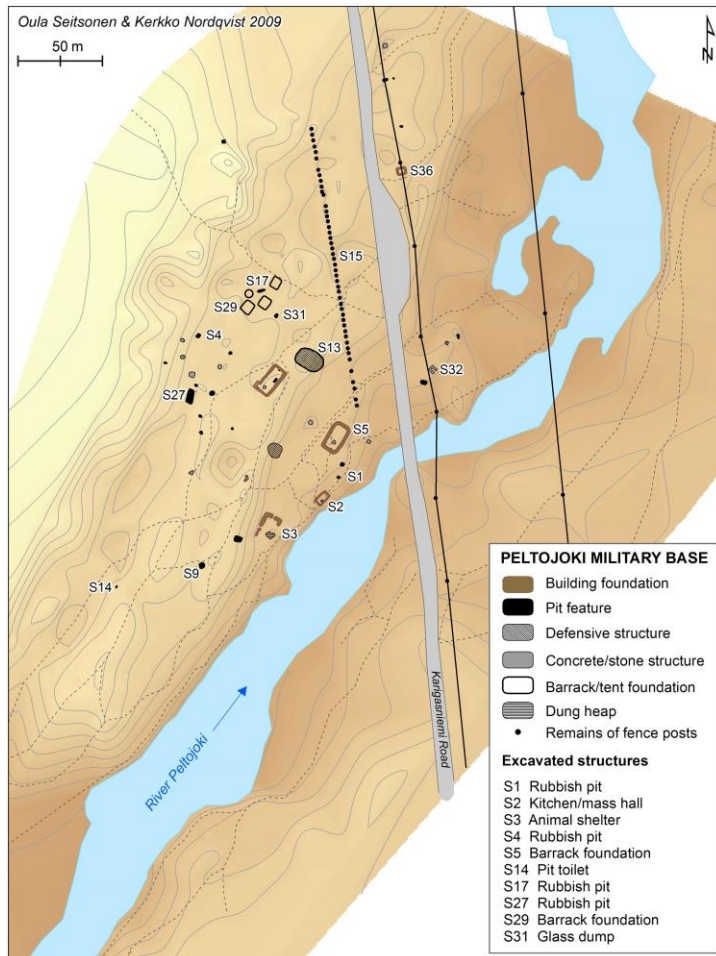 Oula Seitsonen & Kerkko Nordqvist 2009
50 m
N
S36
S15
S17
S29
S31
S4
S13
S32
S27
S5
S1
S2
S3
S9
S14
River Peltojoki
Karigasniemi Road
PELTOJOKI MILITARY BASE
Building foundation
Pit feature
Defensive structure
Concrete/stone structure
Barrack/tent foundation
Dung heap
Remains of fence posts
Excavated structures
S1 Rubbish pit
S2 Kitchen/mass hall
S3 Animal shelter
S4 Rubbish pit
S5 Barrack foundation
S14 Pit toilet
S17 Rubbish pit
S27 Rubbish pit
S29 Barrack foundation
S31 Glass dump